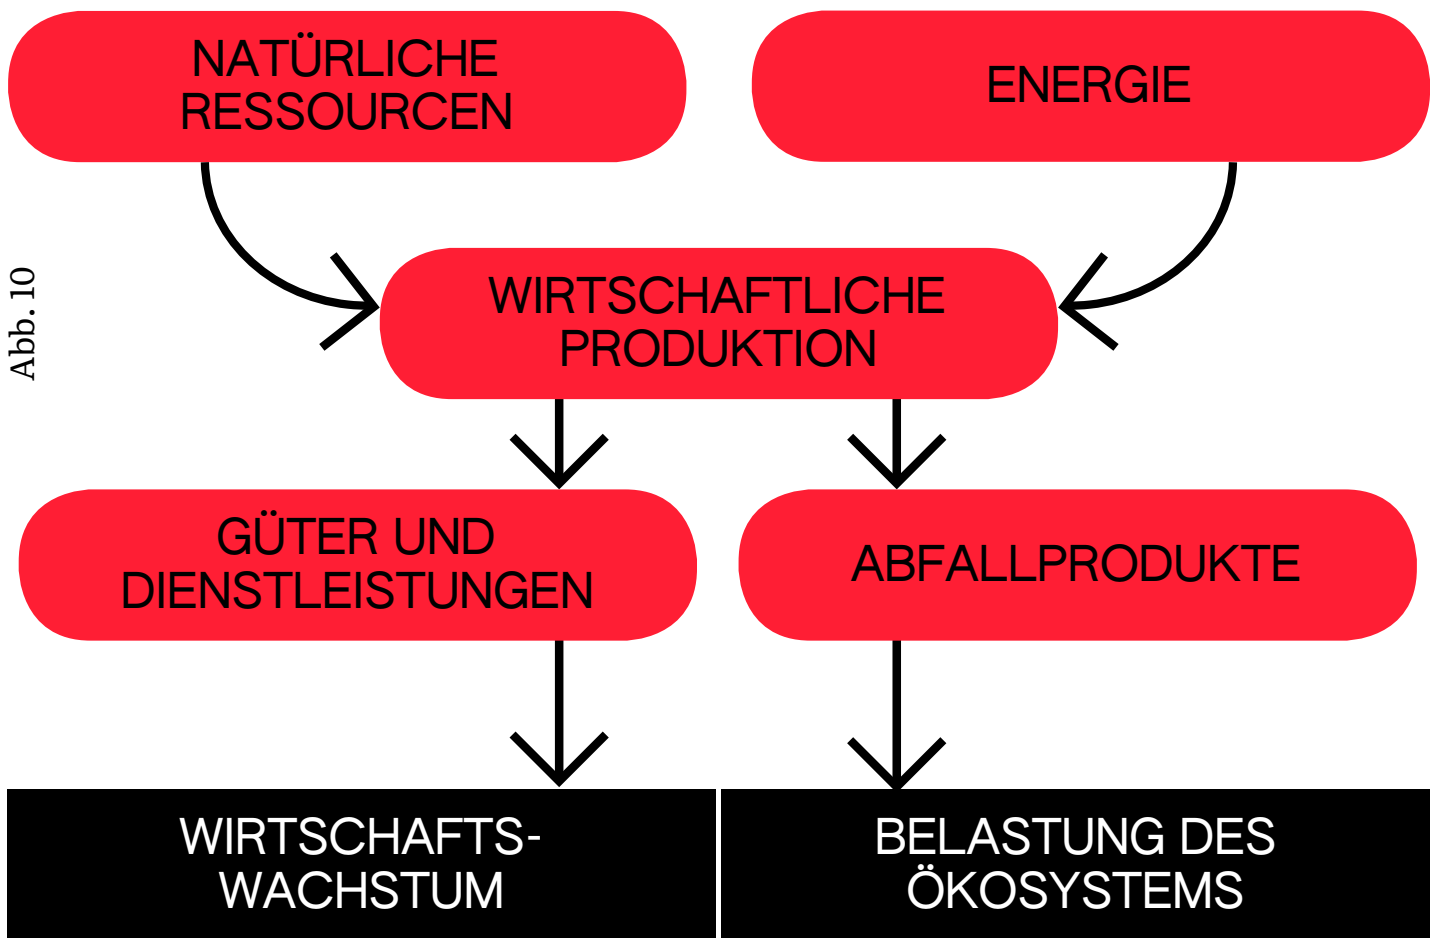 NATÜRLICHE
RESSOURCEN
ENERGIE
Abb. 10
WIRTSCHAFTLICHE
PRODUKTION
GÜTER UND
DIENSTLEISTUNGEN
ABFALLPRODUKTE
WIRTSCHAFTS-
WACHSTUM
BELASTUNG DES
ÖKOSYSTEMS